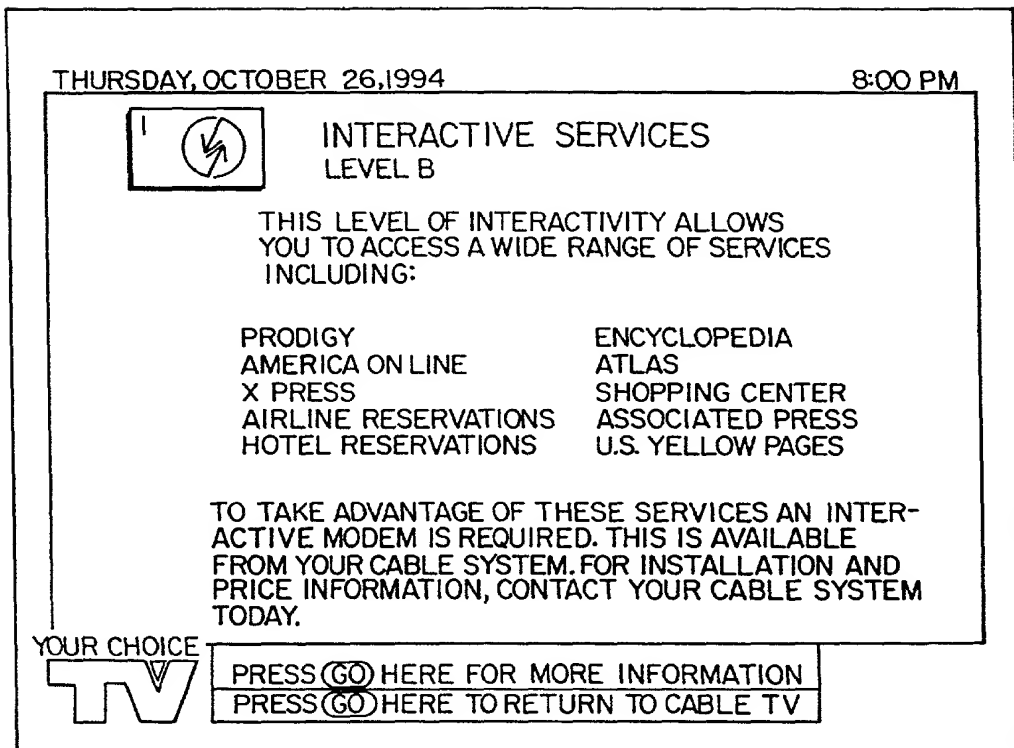 THURSDAY, OCTOBER 26,1994 8:00 PM
1
INTERACTIVE SERVICES
LEVEL B
THIS LEVEL OF INTERACTIVITY ALLOWS
YOU TO ACCESS A WIDE RANGE OF SERVICES
INCLUDING:
PRODIGY ENCYCLOPEDIA
AMERICA ON LINE ATLAS
X PRESS SHOPPING CENTER
AIRLINE RESERVATIONS ASSOCIATED PRESS
HOTEL RESERVATIONS U.S. YELLOW PAGES
TO TAKE ADVANTAGE OF THESE SERVICES AN INTER-
ACTIVE MODEM IS REQUIRED. THIS IS AVAILABLE
FROM YOUR CABLE SYSTEM. FOR INSTALLATION AND
PRICE INFORMATION, CONTACT YOUR CABLE SYSTEM
TODAY.
YOUR CHOICE
TV
PRESS GO HERE FOR MORE INFORMATION
PRESS GO HERE TO RETURN TO CABLE TV